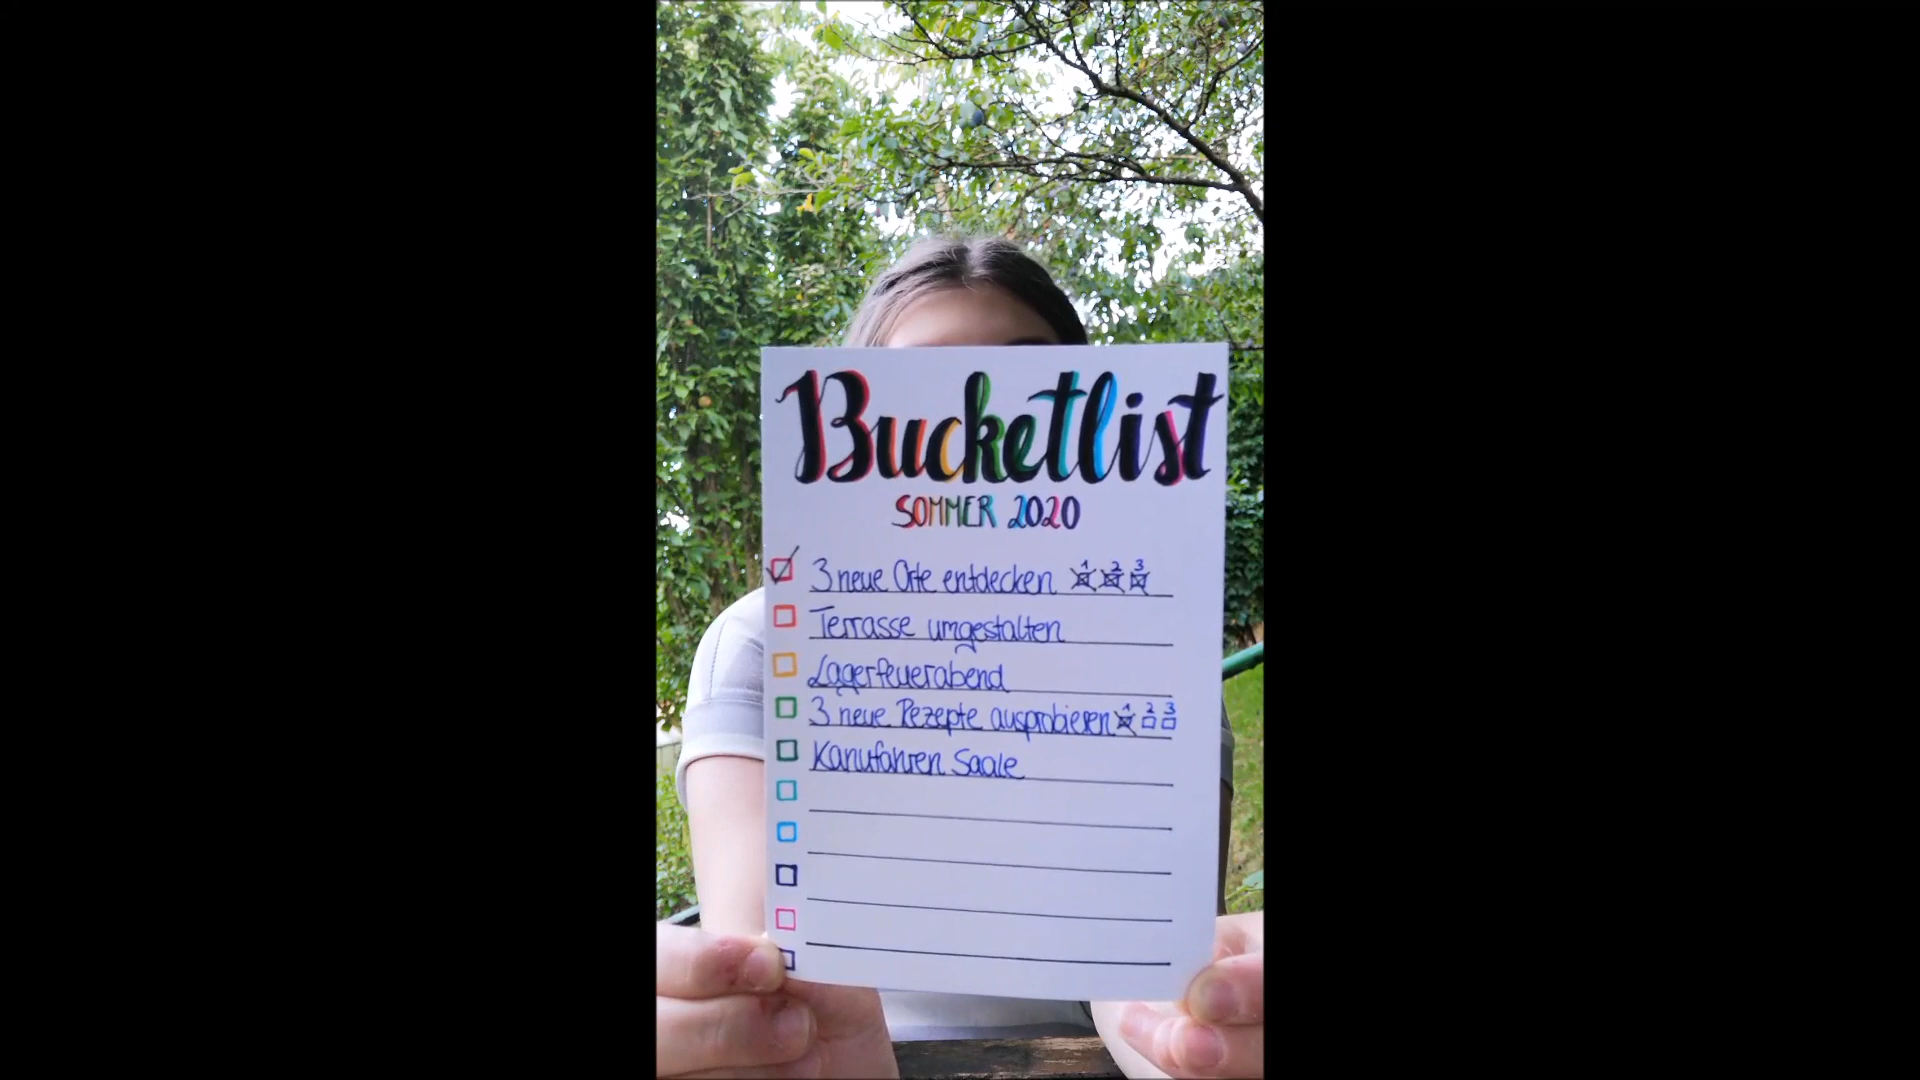 Bucketlist
SOMMER 2020
3 neue Orte entdecken 1 2 3
Terrasse umgestalten
Lagerfeuerabend
3 neue Rezepte ausprobieren 1 2 3
Kanufahren Saale